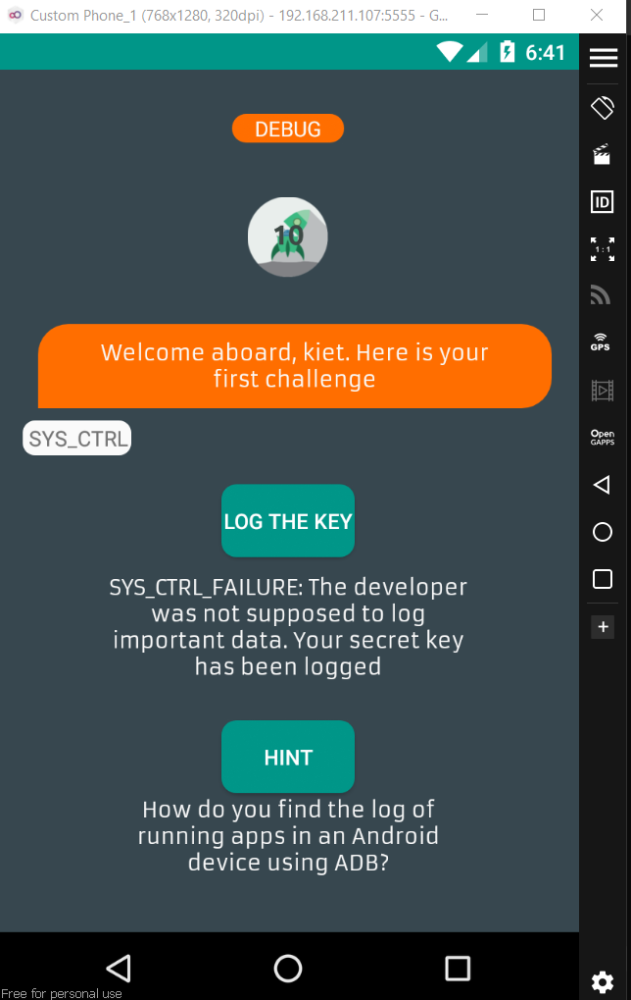 Custom Phone_1 (768x1280, 320dpi) - 192.168.211.107:5555 - G...
6:41
DEBUG
10
Welcome aboard, kiet. Here is your
first challenge
SYS_CTRL
LOG THE KEY
SYS_CTRL_FAILURE: The developer
was not supposed to log
important data. Your secret key
has been logged
HINT
How do you find the log of
running apps in an Android
device using ADB?
Free for personal use
ID
1:1
GPS
Open
GAPPS